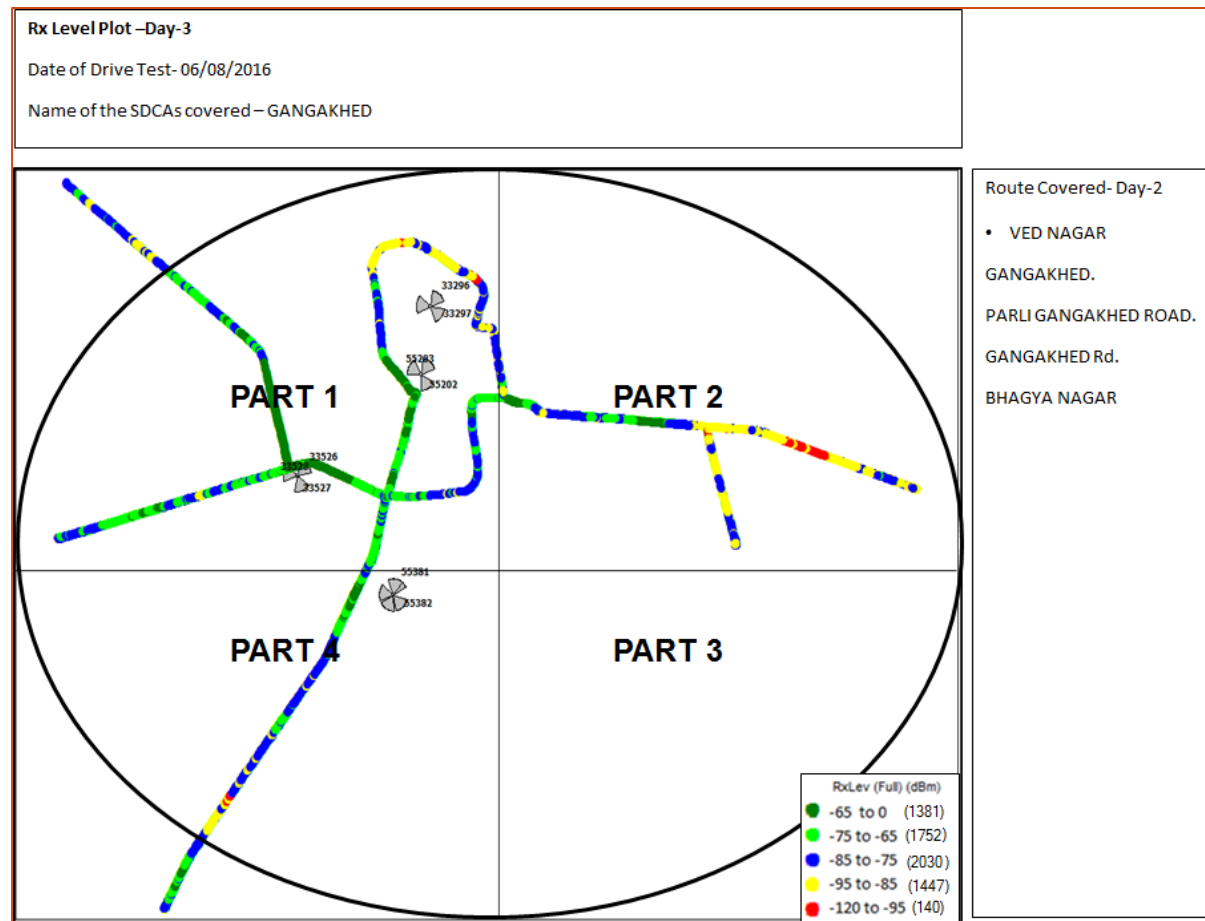 Rx Level Plot –Day-3
Date of Drive Test- 06/08/2016
Name of the SDCAs covered – GANGAKHED
Route Covered- Day-2
• VED NAGAR
GANGAKHED.
PARLI GANGAKHED ROAD.
GANGAKHED Rd.
BHAGYA NAGAR
33296
33297
55202
PART 1
PART 2
33526
33527
55381
55382
PART 4
PART 3
RxLev (Full) (dBm)
-65 to 0 (1381)
-75 to -65 (1752)
-85 to -75 (2030)
-95 to -85 (1447)
-120 to -95 (140)